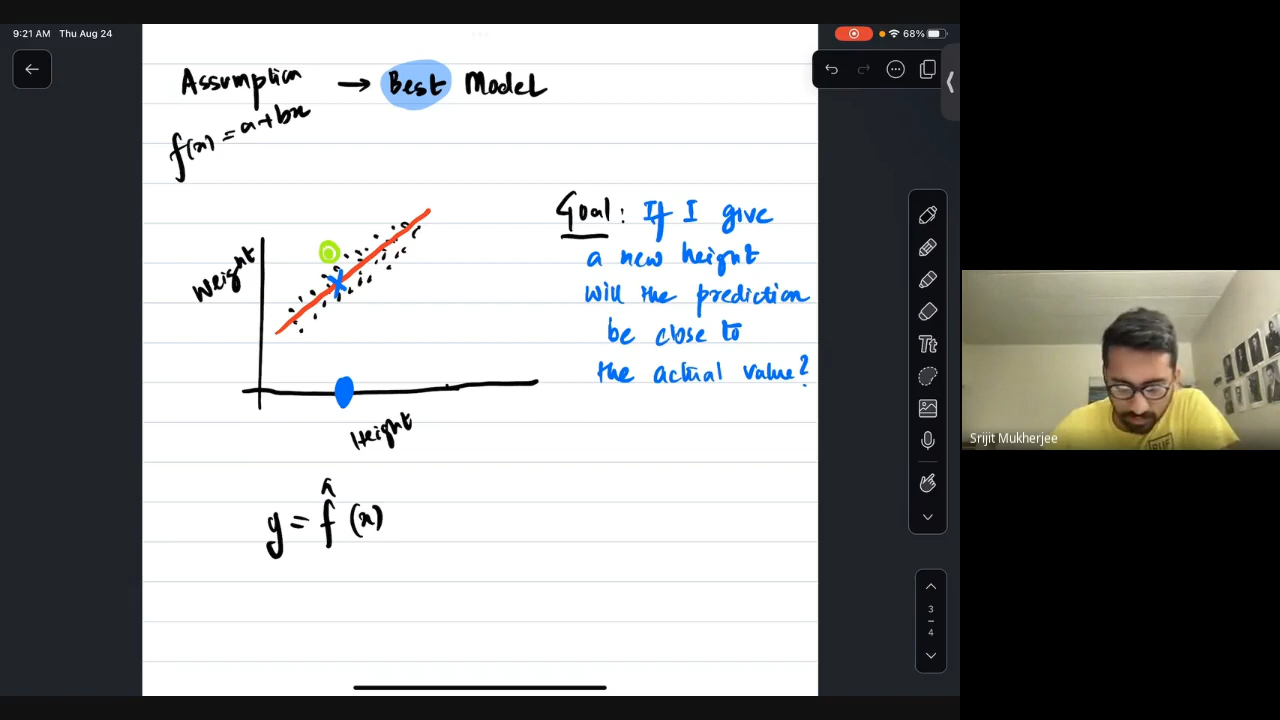 9:21 AM Thu Aug 24
68%
Assumption → Best Model
f(x) = a + bx
Goal: If I give
a new height
will the prediction
be close to
the actual value?
Weight
Height
y = f̂ (x)
Tt
3
4
Srijit Mukherjee